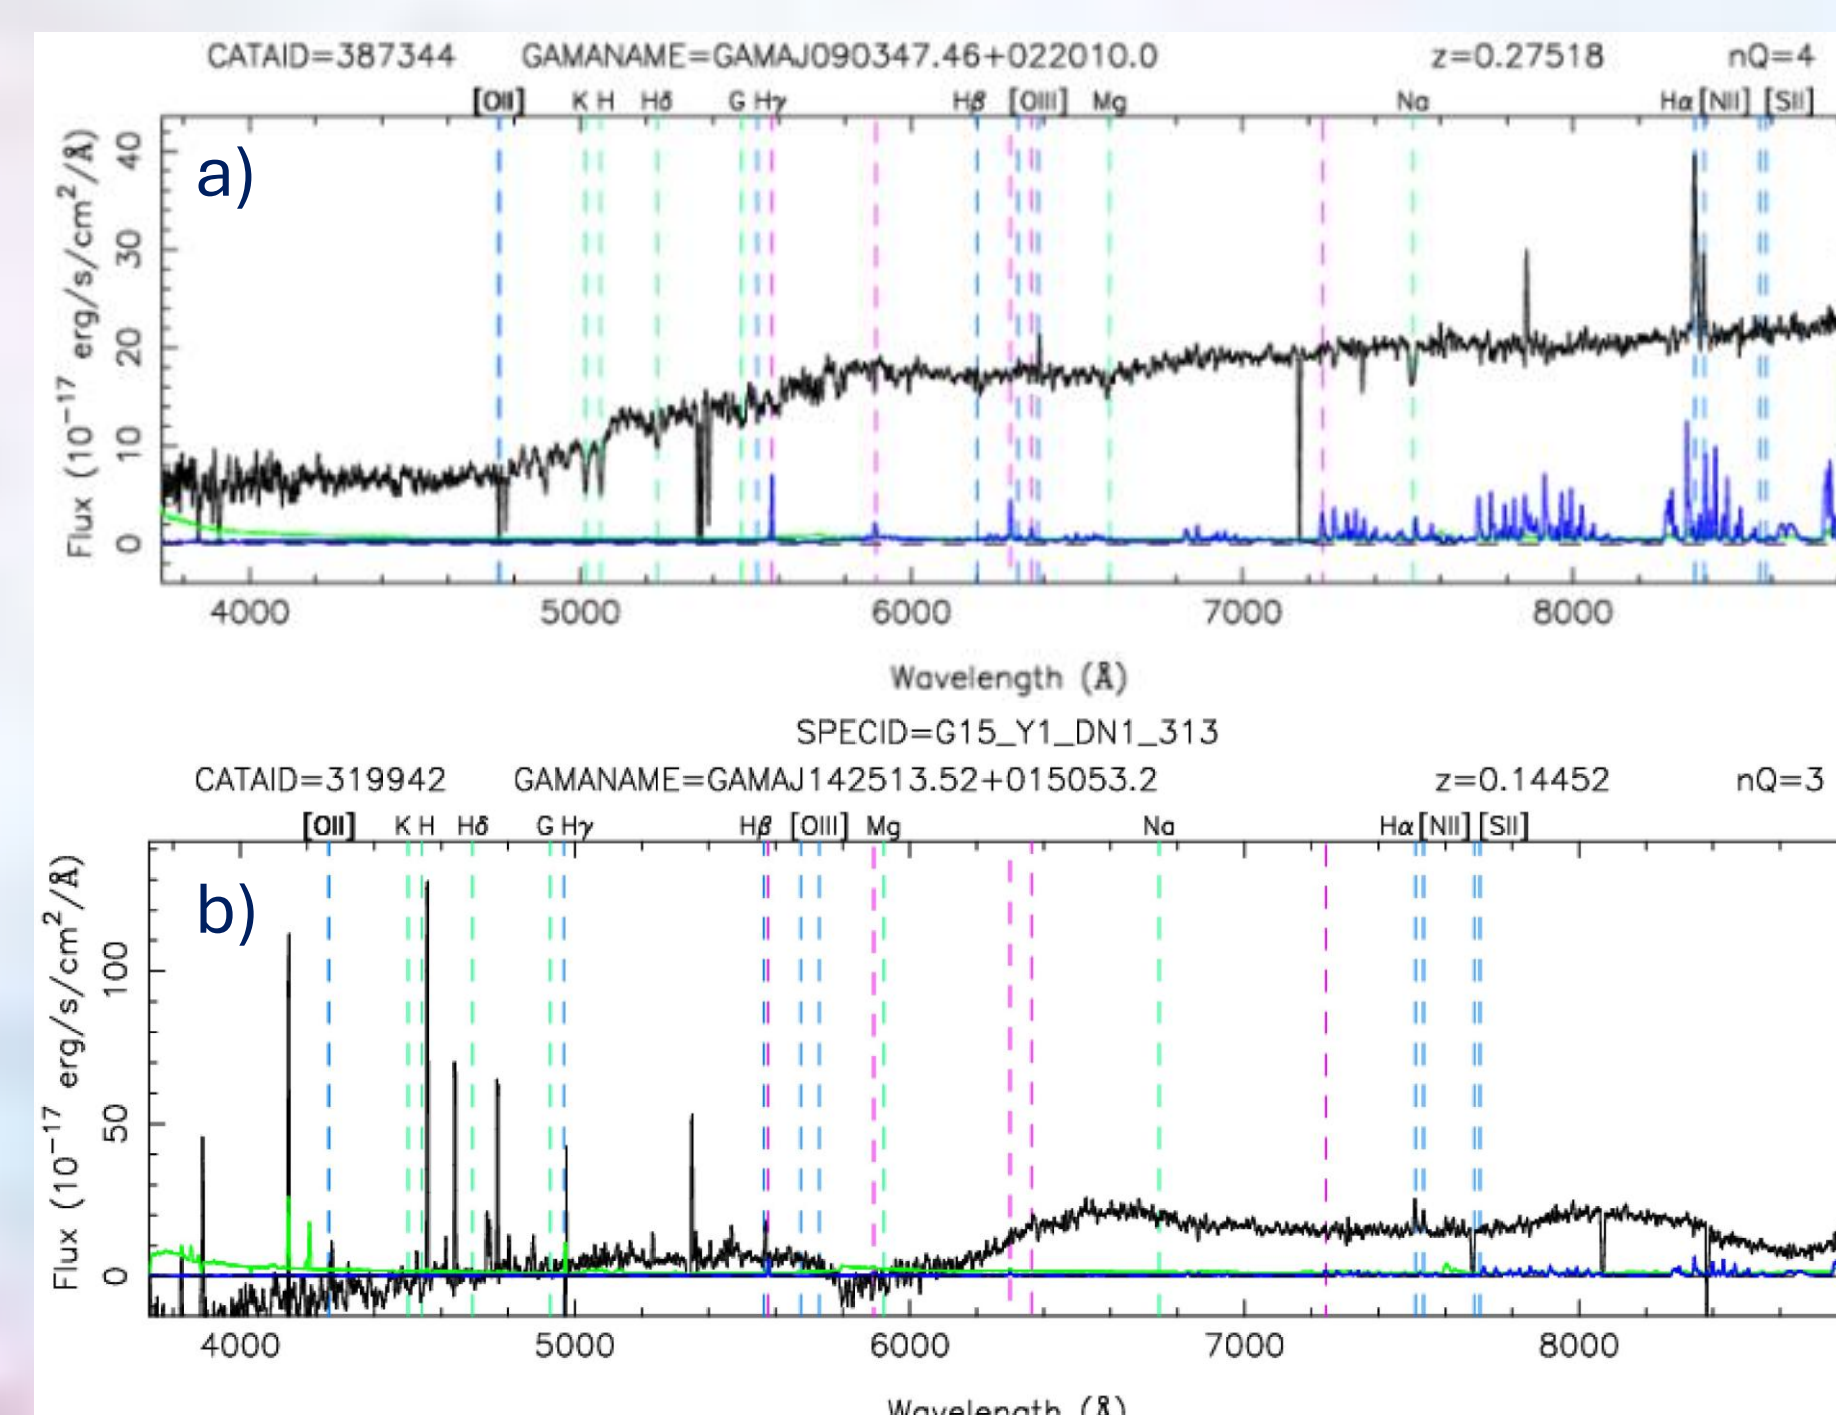 CATAID=387344 GAMANAME=GAMAJ090347.46+022010.0 z=0.27518 nQ=4
[OII] K H Hδ G Hγ Hβ [OIII] Mg Na Hα [NII] [SII]
a)
40
30
20
10
0
Flux (10⁻¹⁷ erg/s/cm²/Å)
4000 5000 6000 7000 8000
Wavelength (Å)
SPECID=G15_Y1_DN1_313
CATAID=319942 GAMANAME=GAMAJ142513.52+015053.2 z=0.14452 nQ=3
[OII] K H Hδ G Hγ Hβ [OIII] Mg Na Hα [NII] [SII]
b)
100
50
0
Flux (10⁻¹⁷ erg/s/cm²/Å)
4000 5000 6000 7000 8000
Wavelength (Å)